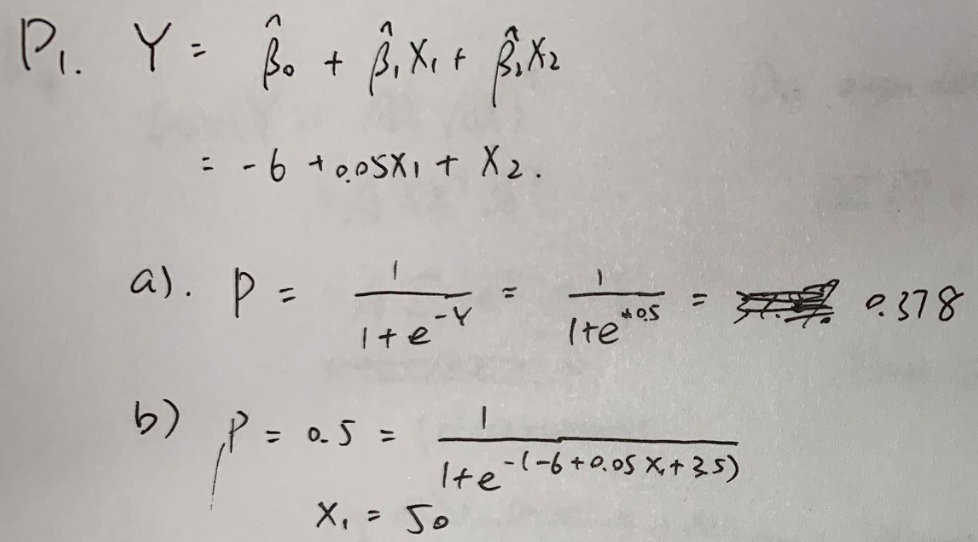 P1. Y = β̂0 + β̂1X1 + β̂2X2
= -6 + 0.05X1 + X2.
a). P = 1/(1+e^-Y) = 1/(1+e^0.5) = 0.378
b) P = 0.5 = 1/(1+e^-(-6+0.05X1+3.5)
X1 = 50